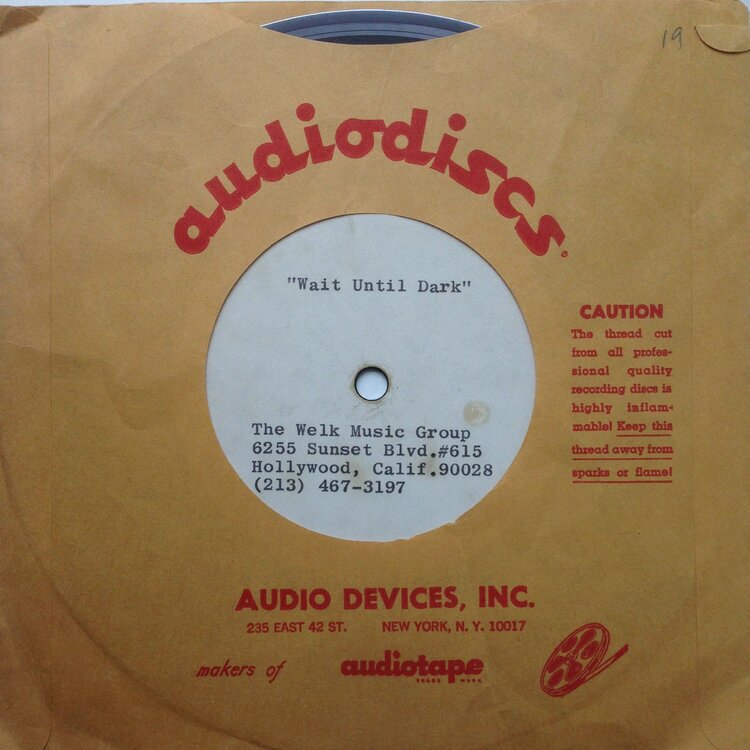 19
audiodiscs®
"Wait Until Dark"
The Welk Music Group
6255 Sunset Blvd.#615
Hollywood, Calif.90028
(213) 467-3197
CAUTION
The thread cut
from all profes-
sional quality
recording discs is
highly inflam-
mable! Keep this
thread away from
sparks or flame!
AUDIO DEVICES, INC.
235 EAST 42 ST. NEW YORK, N. Y. 10017
makers of audiotape
TRADE MARK